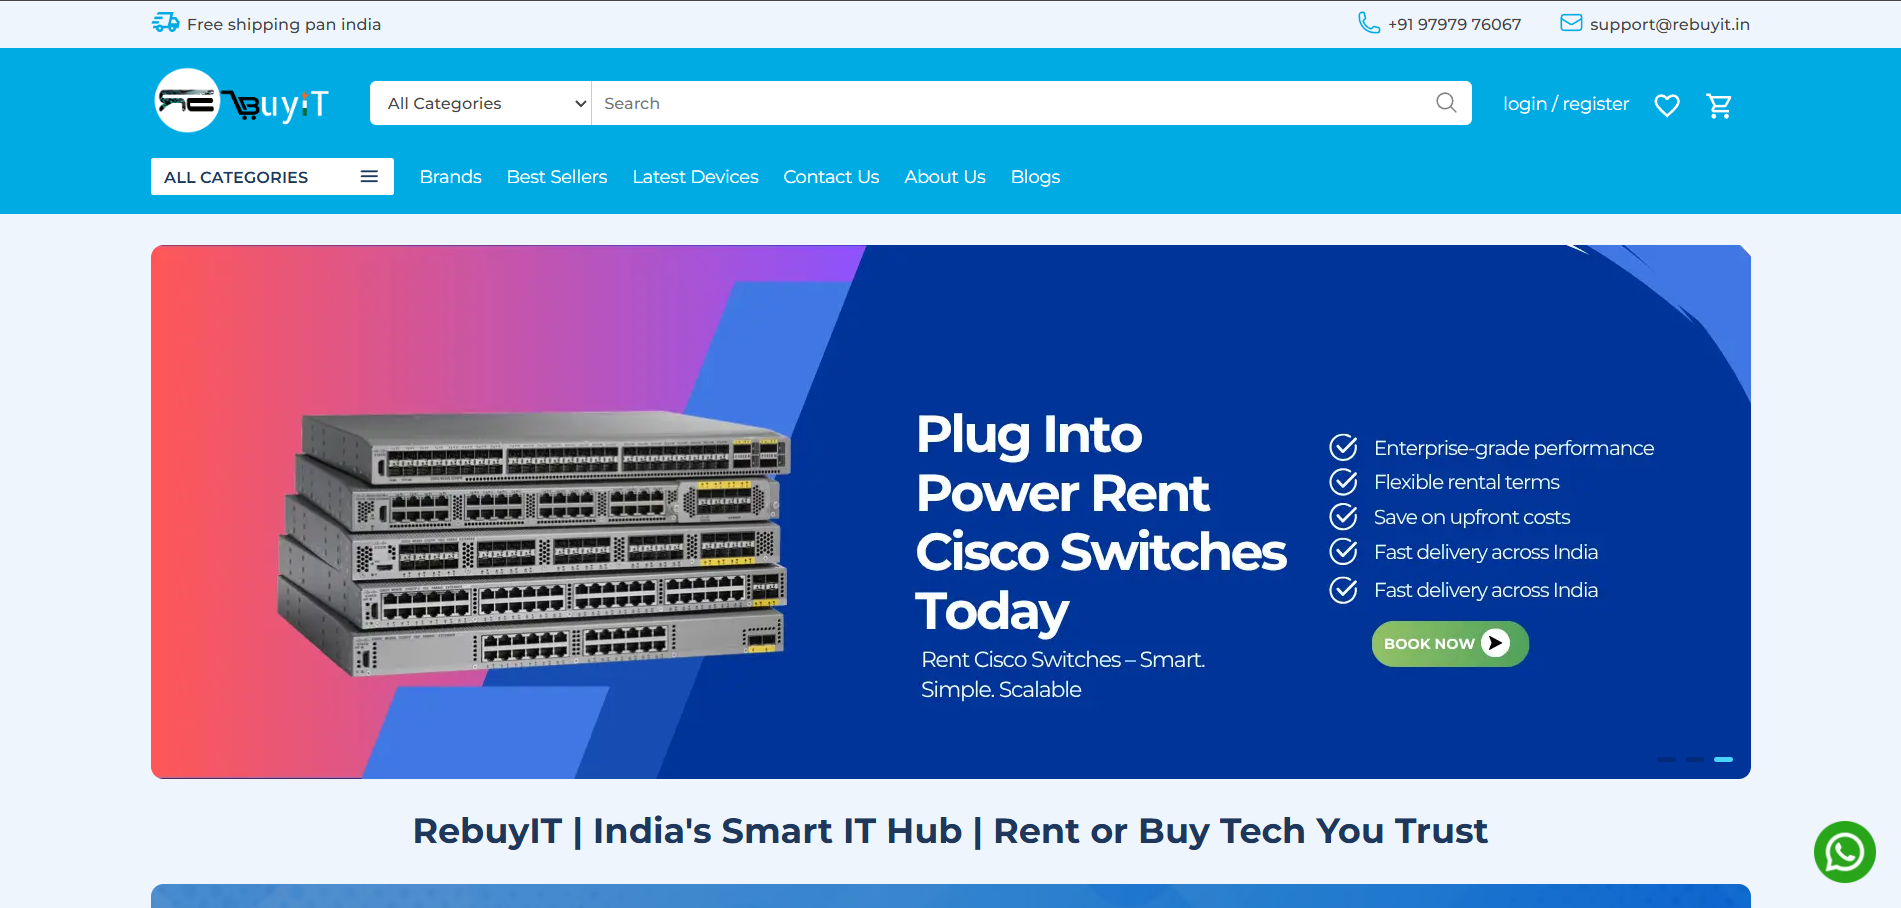 Free shipping pan india
+91 97979 76067
support@rebuyit.in
REBuyiT
All Categories
Search
login / register
ALL CATEGORIES
Brands
Best Sellers
Latest Devices
Contact Us
About Us
Blogs
Plug Into
Power Rent
Cisco Switches
Today
Rent Cisco Switches – Smart.
Simple. Scalable
Enterprise-grade performance
Flexible rental terms
Save on upfront costs
Fast delivery across India
Fast delivery across India
BOOK NOW
RebuyIT | India's Smart IT Hub | Rent or Buy Tech You Trust